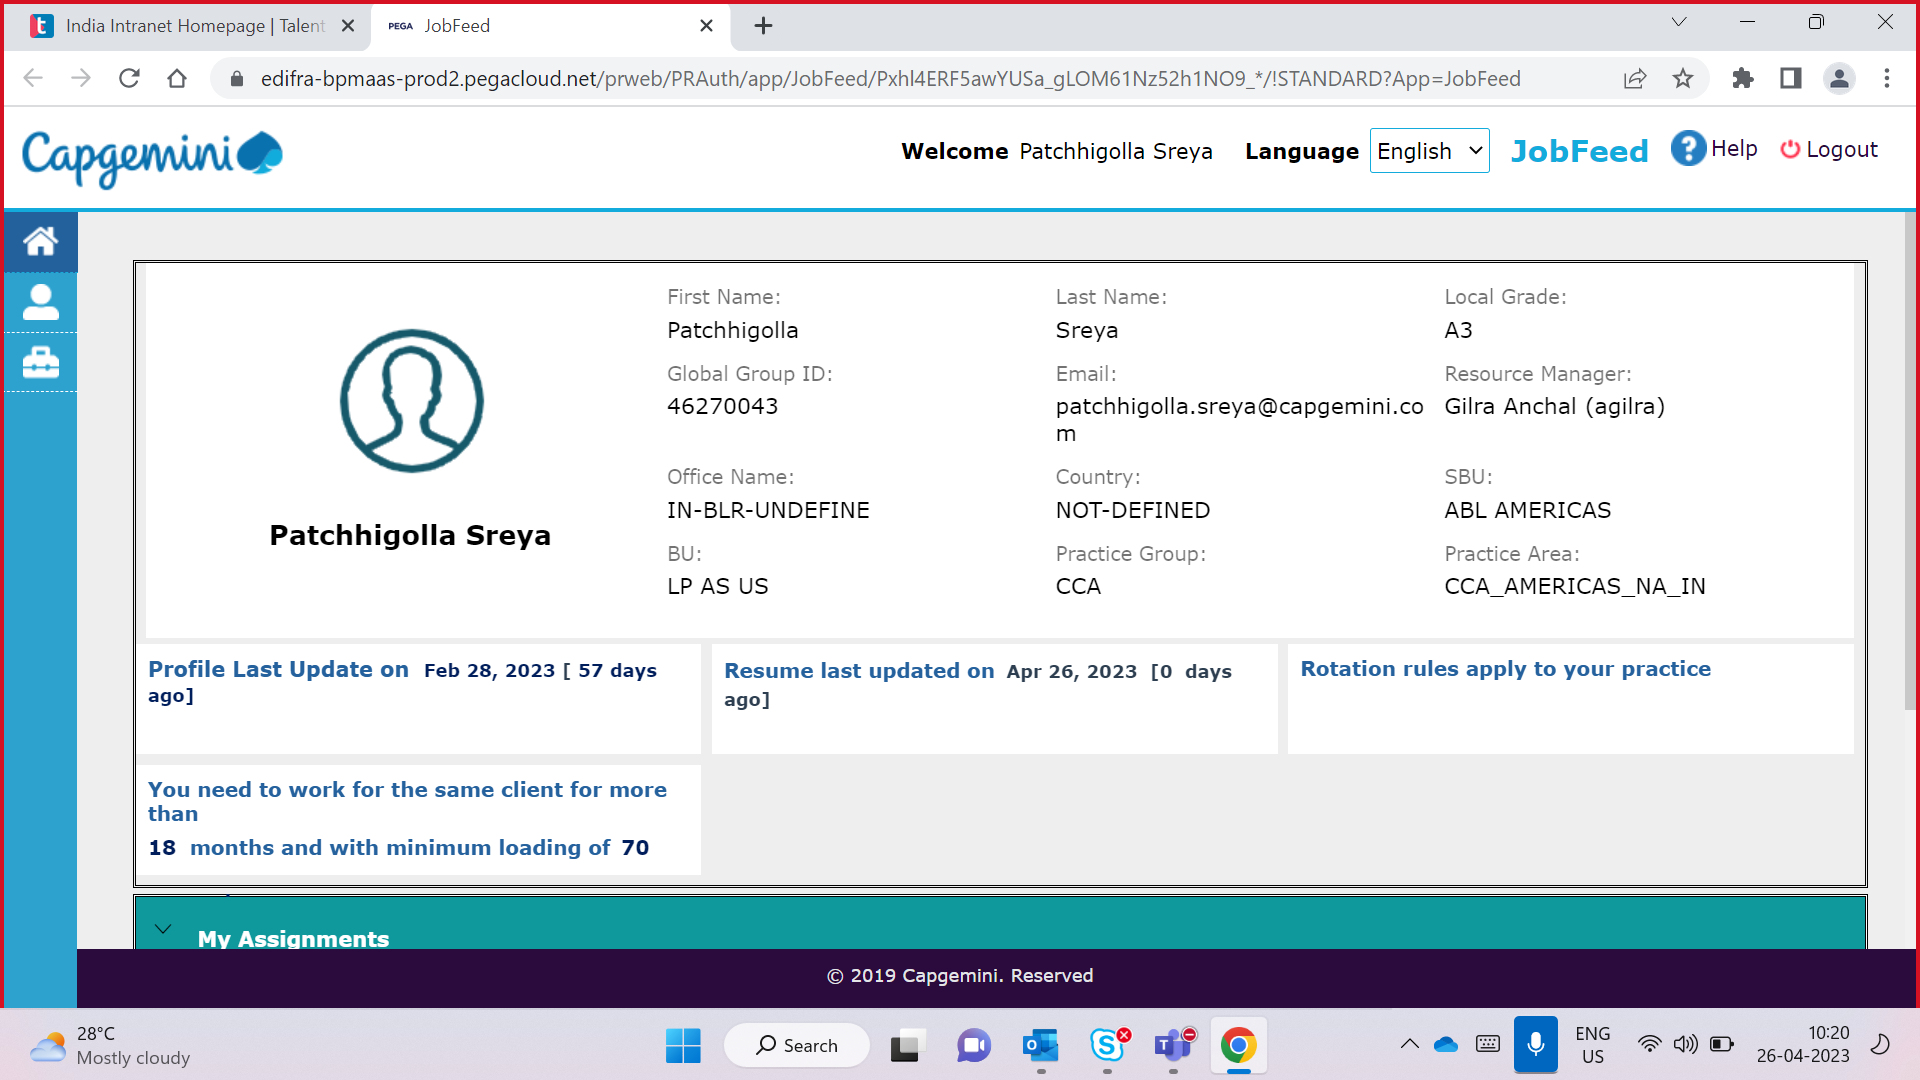 India Intranet Homepage | Talent
PEGA JobFeed
edifra-bpmaas-prod2.pegacloud.net/prweb/PRAuth/app/JobFeed/Pxhl4ERF5awYUSa_gLOM61Nz52h1NO9_*/!STANDARD?App=JobFeed
Capgemini
Welcome Patchhigolla Sreya Language English JobFeed ? Help Logout
First Name: Last Name: Local Grade:
Patchhigolla Sreya A3
Global Group ID: Email: Resource Manager:
46270043 patchhigolla.sreya@capgemini.co Gilra Anchal (agilra)
m
Office Name: Country: SBU:
IN-BLR-UNDEFINE NOT-DEFINED ABL AMERICAS
Patchhigolla Sreya
BU: Practice Group: Practice Area:
LP AS US CCA CCA_AMERICAS_NA_IN
Profile Last Update on Feb 28, 2023 [ 57 days
ago]
Resume last updated on Apr 26, 2023 [0 days
ago]
Rotation rules apply to your practice
You need to work for the same client for more
than
18 months and with minimum loading of 70
My Assignments
© 2019 Capgemini. Reserved
28°C
Mostly cloudy
Search
ENG
US
10:20
26-04-2023